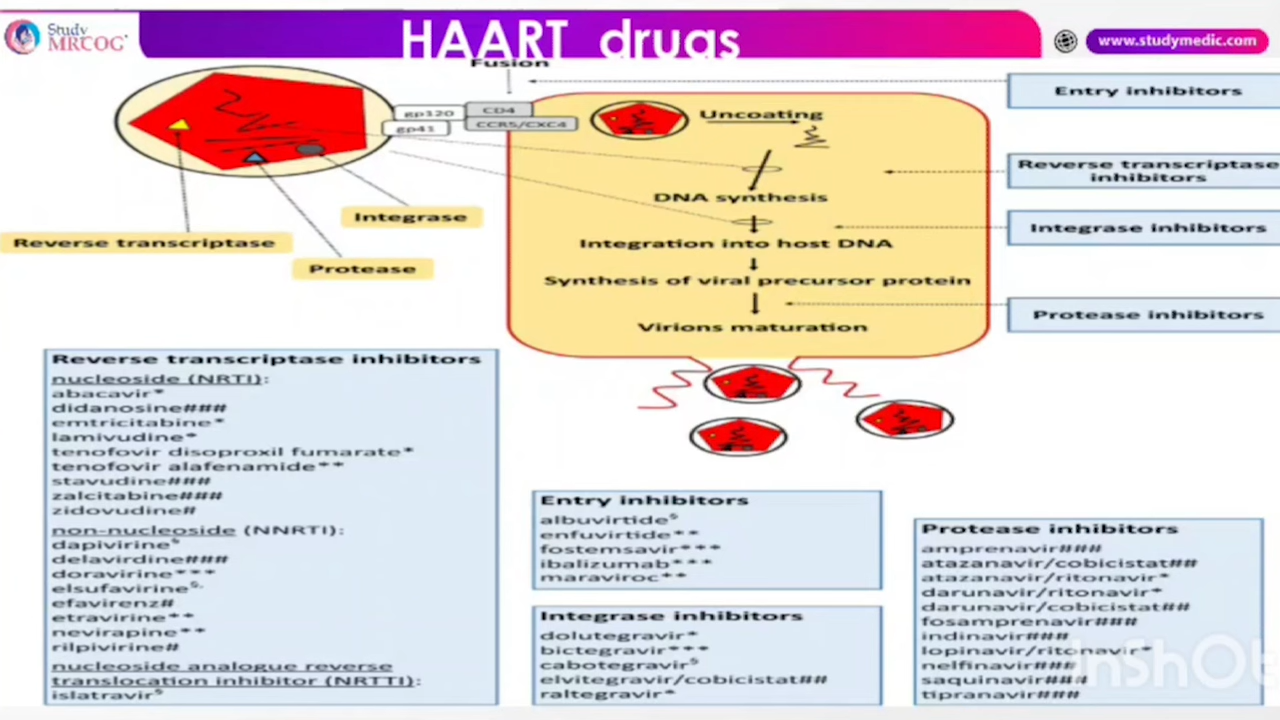 Study
MRCOG
HAART drugs
www.studymedic.com
Fusion
Entry inhibitors
gp120
CD4
gp41
CCR5/CXC4
Uncoating
Reverse transcriptase
inhibitors
DNA synthesis
Integrase
Integrase inhibitors
Reverse transcriptase
Integration into host DNA
Protease
Synthesis of viral precursor protein
Protease inhibitors
Virions maturation
Reverse transcriptase inhibitors
nucleoside (NRTI):
abacavir*
didanosine###
emtricitabine*
lamivudine*
tenofovir disoproxil fumarate*
tenofovir alafenamide**
stavudine###
zalcitabine###
zidovudine#
non-nucleoside (NNRTI):
dapivirine§
delavirdine###
doravirine***
elsufavirine§.
efavirenz#
etravirine**
nevirapine**
rilpivirine#
nucleoside analogue reverse
translocation inhibitor (NRTTI):
islatravir§
Entry inhibitors
albuvirtide§
enfuvirtide**
fostemsavir***
ibalizumab***
maraviroc**
Integrase inhibitors
dolutegravir*
bictegravir***
cabotegravir§
elvitegravir/cobicistat##
raltegravir*
Protease inhibitors
amprenavir###
atazanavir/cobicistat##
atazanavir/ritonavir*
darunavir/ritonavir*
darunavir/cobicistat##
fosamprenavir###
indinavir###
lopinavir/ritonavir*
nelfinavir###
saquinavir###
tipranavir###
InShOt